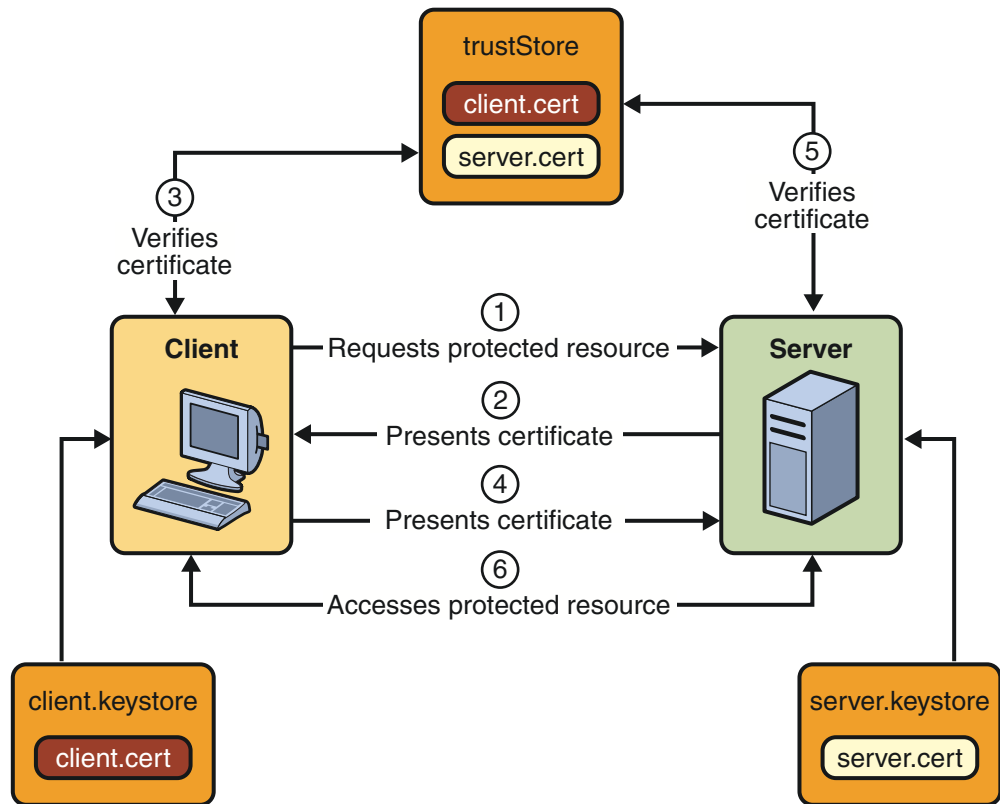 trustStore
client.cert
server.cert
3
Verifies
certificate
5
Verifies
certificate
Client
1
Requests protected resource
Server
2
Presents certificate
4
Presents certificate
6
Accesses protected resource
client.keystore
client.cert
server.keystore
server.cert